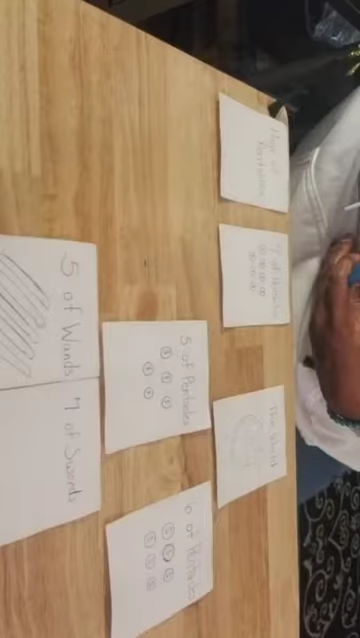 Page of
Pentacles
7 of Pentacles
The World
5 of Pentacles
6 of Pentacles
5 of Wands
7 of Swords